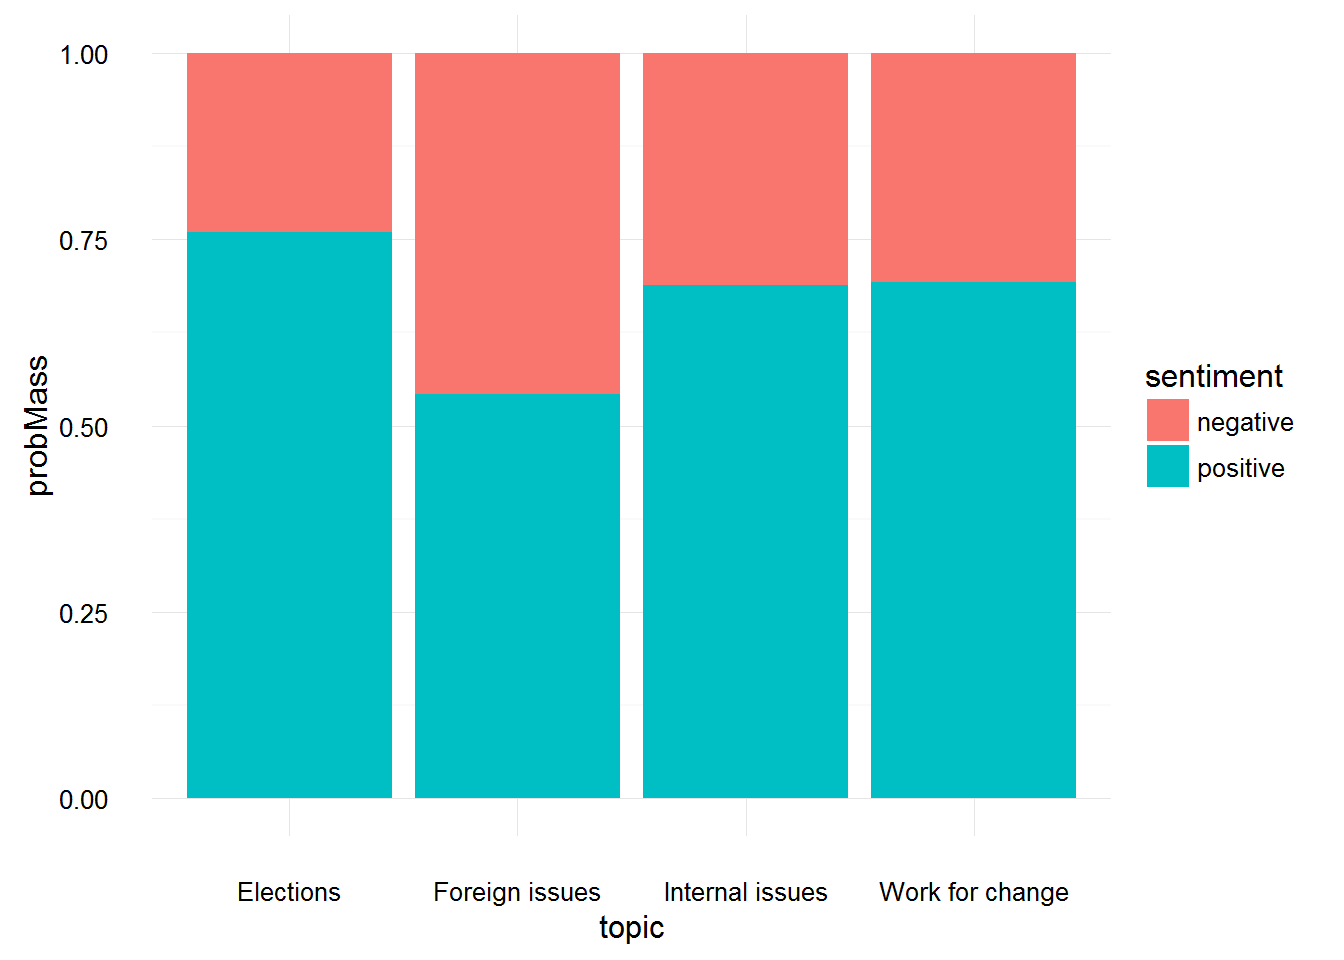 1.00
0.75
0.50
0.25
0.00
probMass
Elections
Foreign issues
Internal issues
Work for change
topic
sentiment
negative
positive